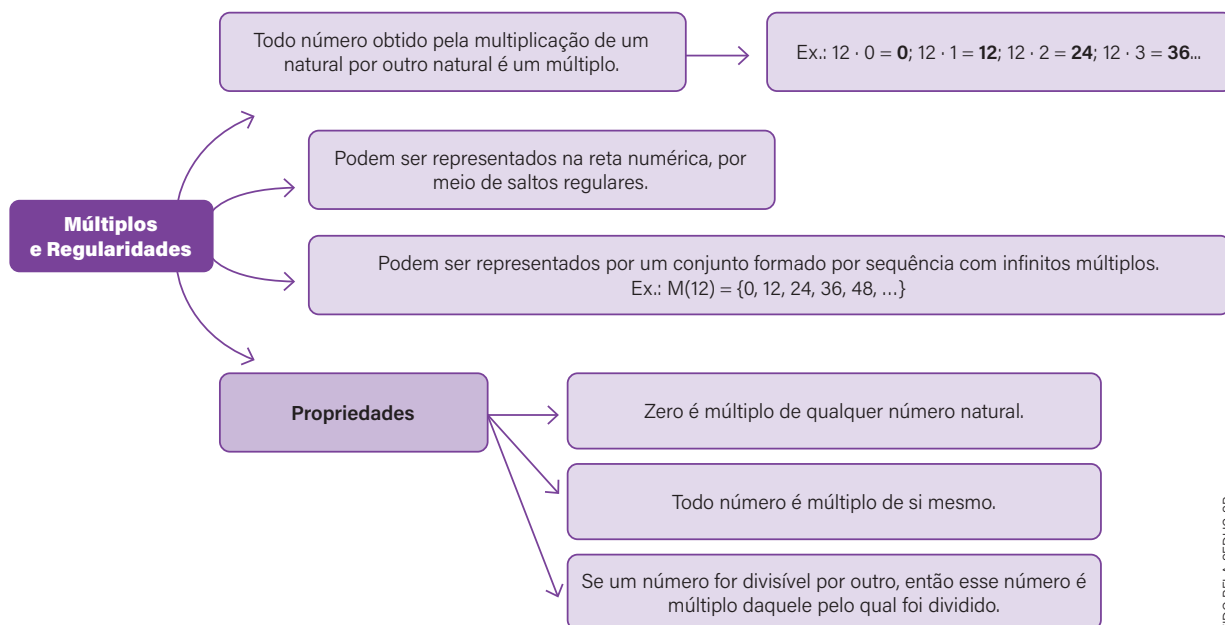 Todo número obtido pela multiplicação de um
natural por outro natural é um múltiplo.
Ex.: 12 · 0 = 0; 12 · 1 = 12; 12 · 2 = 24; 12 · 3 = 36...
Podem ser representados na reta numérica, por
meio de saltos regulares.
Múltiplos
e Regularidades
Podem ser representados por um conjunto formado por sequência com infinitos múltiplos.
Ex.: M(12) = {0, 12, 24, 36, 48, ...}
Propriedades
Zero é múltiplo de qualquer número natural.
Todo número é múltiplo de si mesmo.
Se um número for divisível por outro, então esse número é
múltiplo daquele pelo qual foi dividido.